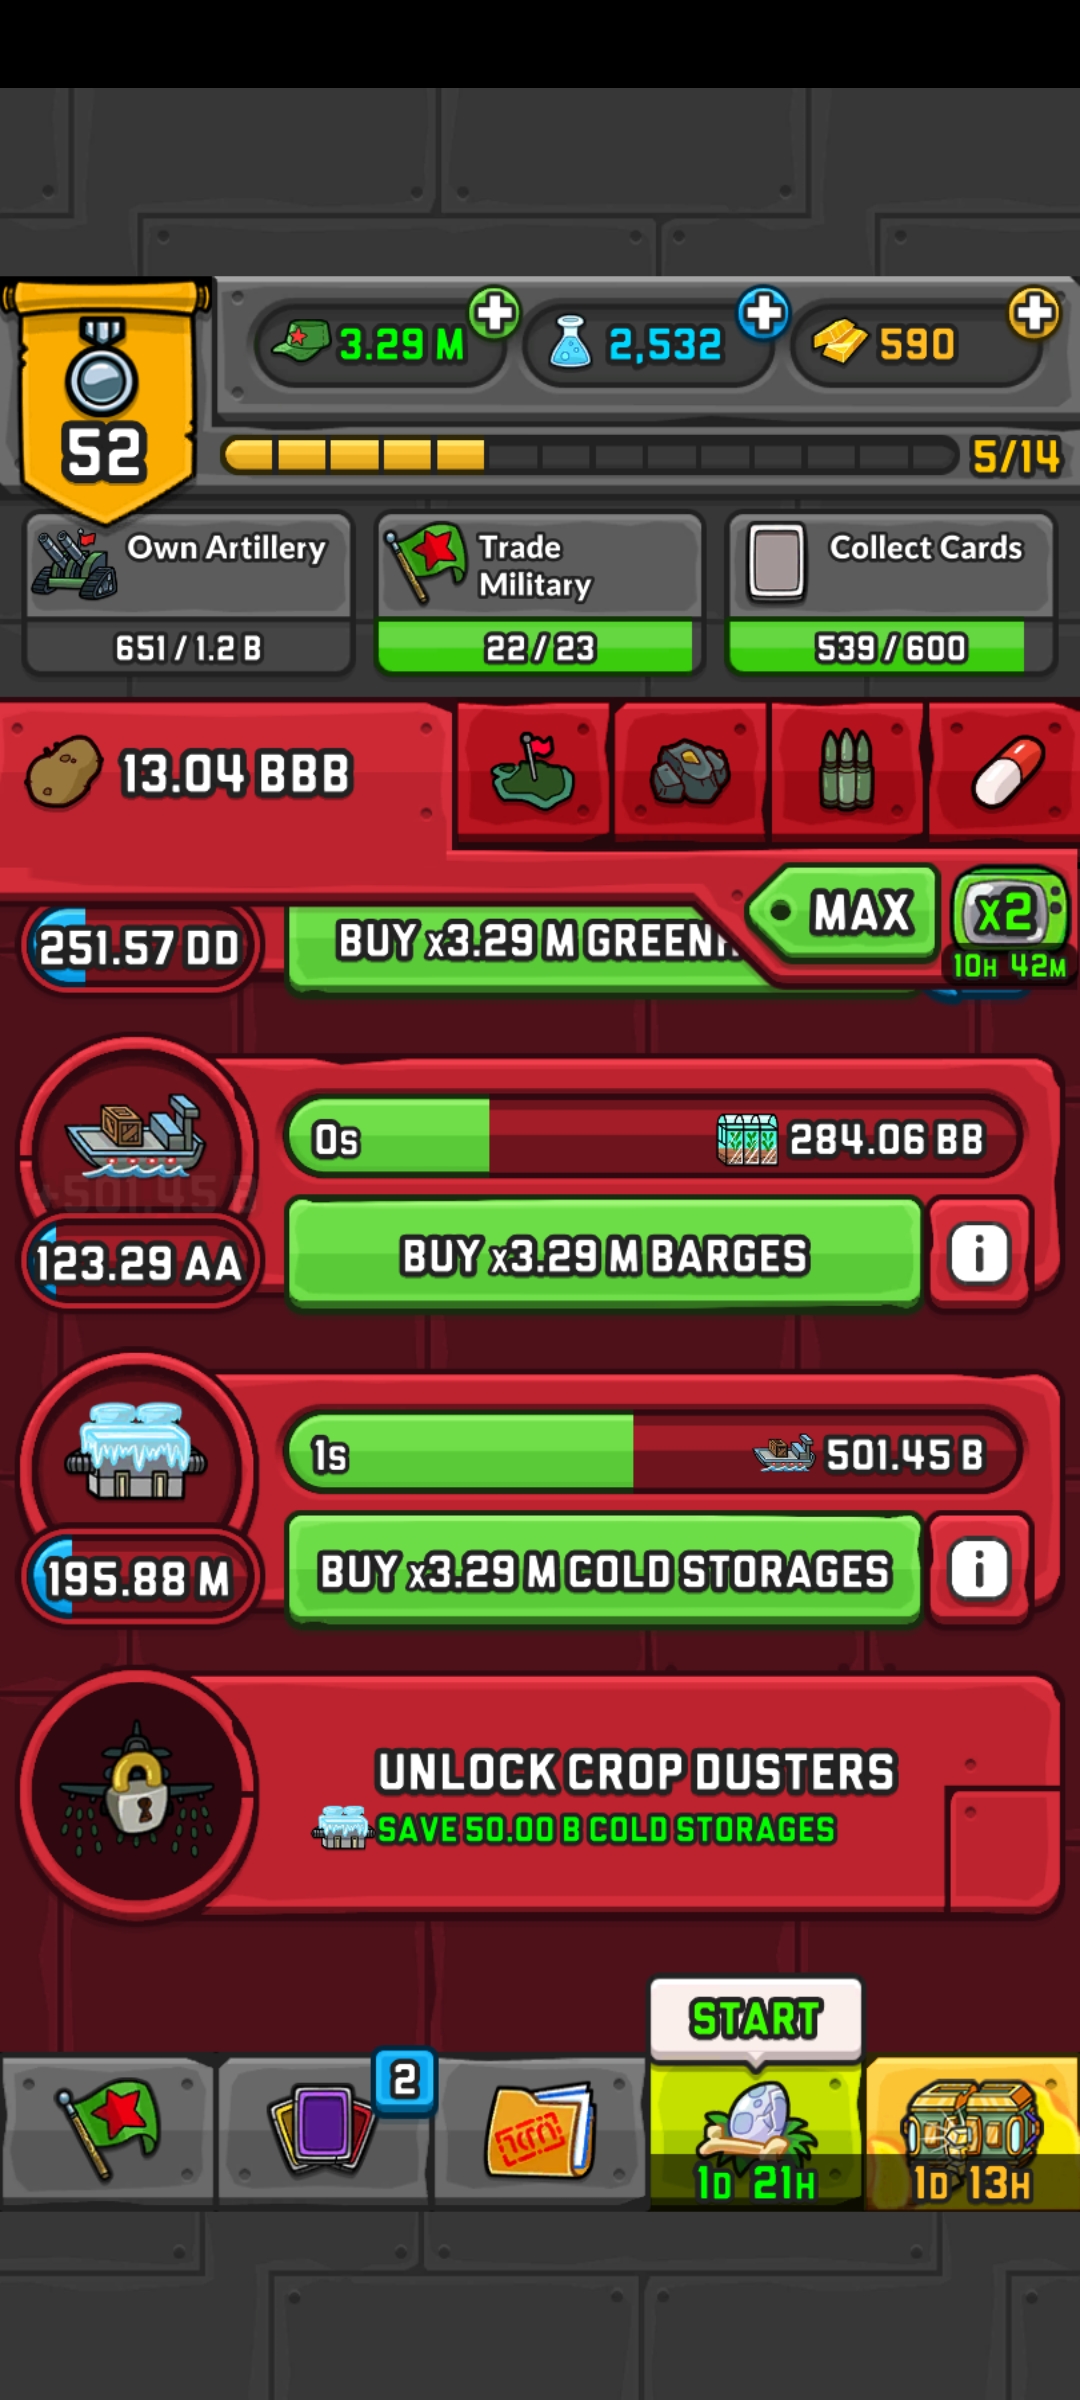 3.29 M
2,532
590
52
5/14
Own Artillery
651 / 1.2 B
Trade
Military
22 / 23
Collect Cards
539 / 600
13.04 BBB
MAX
x2
10H 42M
251.57 DD
BUY x3.29 M
0s
284.06 BB
+501.45 B
123.29 AA
BUY x3.29 M BARGES
i
1s
501.45 B
195.88 M
BUY x3.29 M COLD STORAGES
i
UNLOCK CROP DUSTERS
SAVE 50.00 B COLD STORAGES
START
2
1D 21H
1D 13H